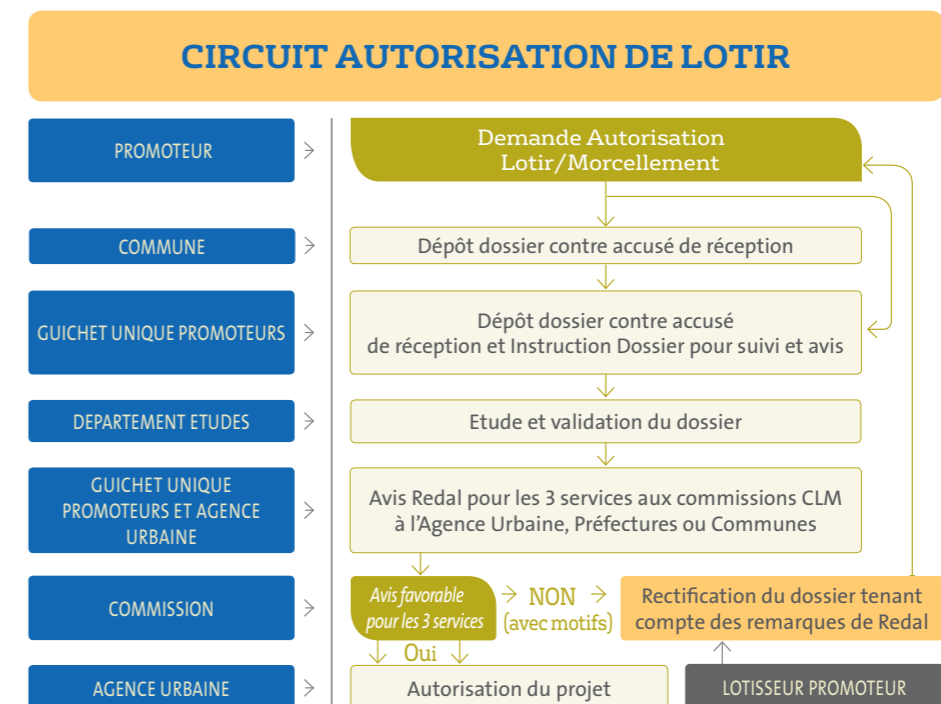 CIRCUIT AUTORISATION DE LOTIR
PROMOTEUR
Demande Autorisation
Lotir/Morcellement
COMMUNE
Dépôt dossier contre accusé de réception
GUICHET UNIQUE PROMOTEURS
Dépôt dossier contre accusé
de réception et Instruction Dossier pour suivi et avis
DEPARTEMENT ETUDES
Etude et validation du dossier
GUICHET UNIQUE
PROMOTEURS ET AGENCE
URBAINE
Avis Redal pour les 3 services aux commissions CLM
à l’Agence Urbaine, Préfectures ou Communes
COMMISSION
Avis favorable
pour les 3 services
NON
(avec motifs)
Rectification du dossier tenant
compte des remarques de Redal
Oui
AGENCE URBAINE
Autorisation du projet
LOTISSEUR PROMOTEUR